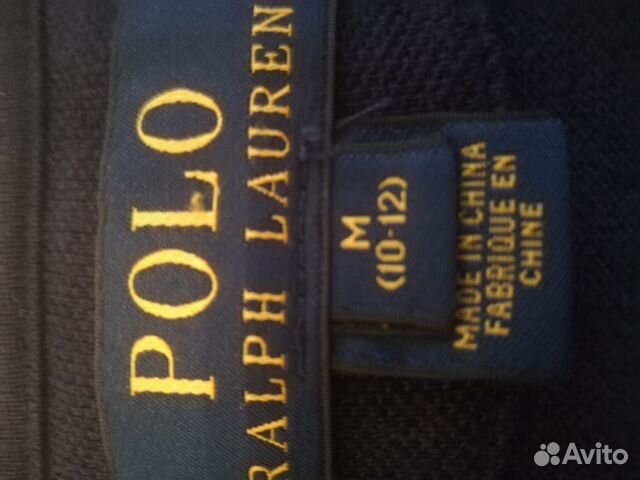 POLO
RALPH LAUREN
M
(10-12)
MADE IN CHINA
FABRIQUE EN
CHINE
Avito